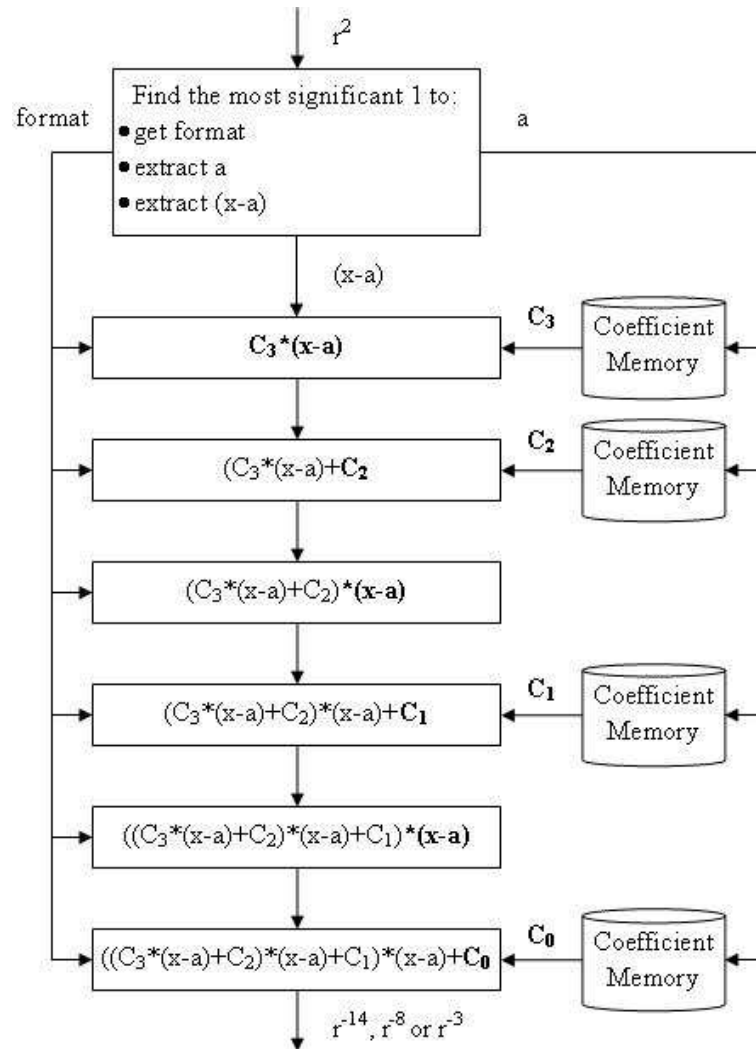 r²
format
Find the most significant 1 to:
• get format
• extract a
• extract (x-a)
a
(x-a)
C₃*(x-a)
C₃
Coefficient
Memory
(C₃*(x-a)+C₂
C₂
Coefficient
Memory
(C₃*(x-a)+C₂)*(x-a)
(C₃*(x-a)+C₂)*(x-a)+C₁
C₁
Coefficient
Memory
((C₃*(x-a)+C₂)*(x-a)+C₁)*(x-a)
((C₃*(x-a)+C₂)*(x-a)+C₁)*(x-a)+C₀
C₀
Coefficient
Memory
r⁻¹⁴, r⁻⁸ or r⁻³